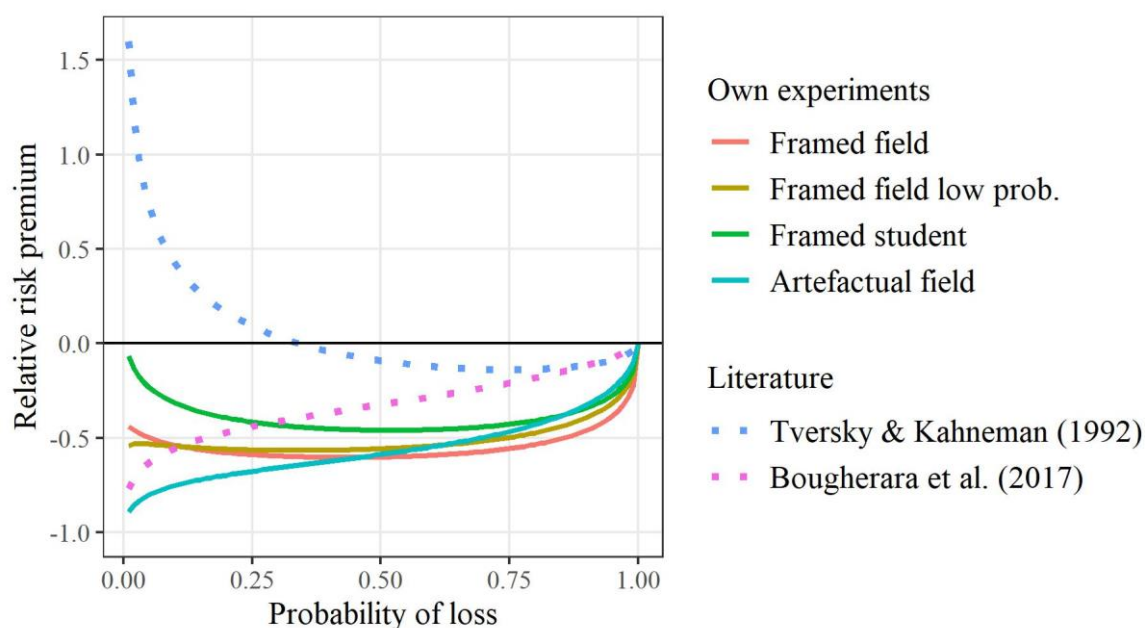 Relative risk premium
1.5
1.0
0.5
0.0
-0.5
-1.0
0.00 0.25 0.50 0.75 1.00
Probability of loss
Own experiments
Framed field
Framed field low prob.
Framed student
Artefactual field
Literature
Tversky & Kahneman (1992)
Bougherara et al. (2017)